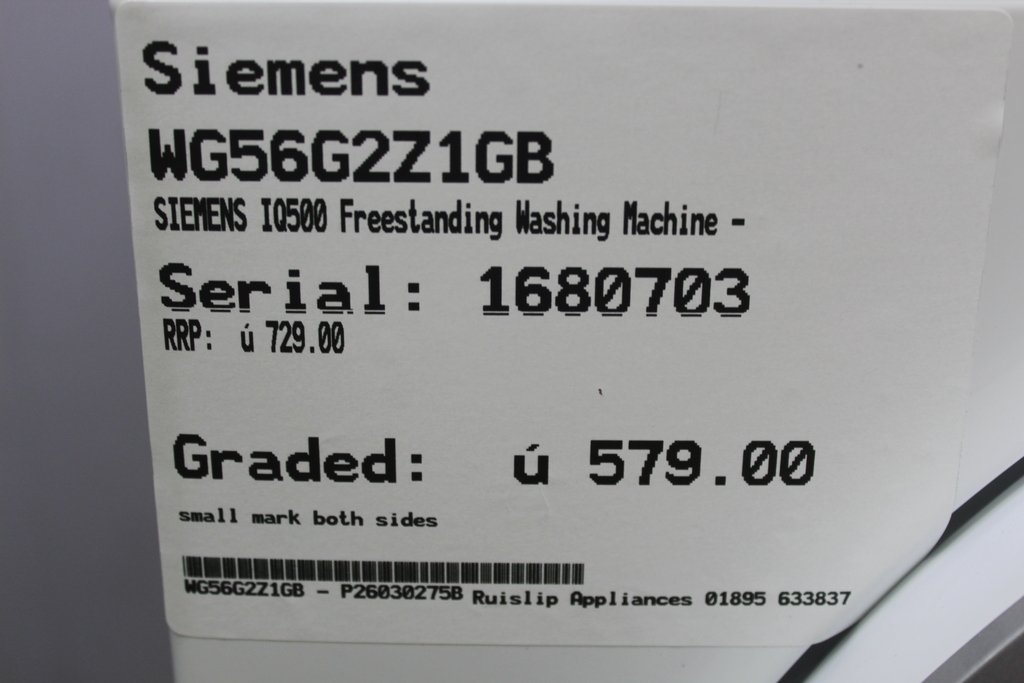 Siemens
WG56G2Z1GB
SIEMENS IQ500 Freestanding Washing Machine -
Serial: 1680703
RRP: ú 729.00
Graded: ú 579.00
small mark both sides
WG56G2Z1GB - P26030275B Ruislip Appliances 01895 633837